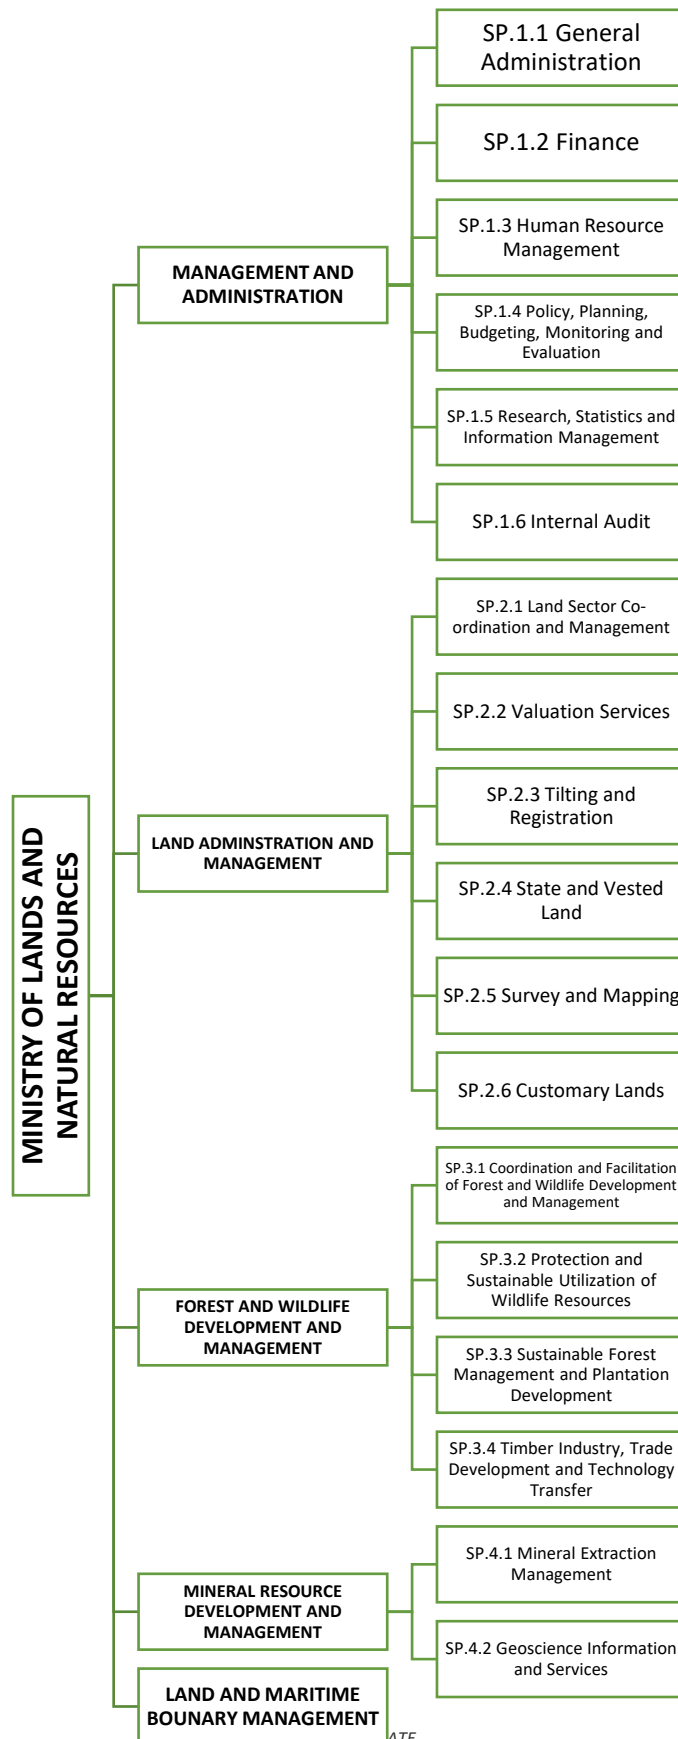 MINISTRY OF LANDS AND
NATURAL RESOURCES
MANAGEMENT AND
ADMINISTRATION
SP.1.1 General
Administration
SP.1.2 Finance
SP.1.3 Human Resource
Management
SP.1.4 Policy, Planning,
Budgeting, Monitoring and
Evaluation
SP.1.5 Research, Statistics and
Information Management
SP.1.6 Internal Audit
LAND ADMINSTRATION AND
MANAGEMENT
SP.2.1 Land Sector Co-
ordination and Management
SP.2.2 Valuation Services
SP.2.3 Tilting and
Registration
SP.2.4 State and Vested
Land
SP.2.5 Survey and Mapping
SP.2.6 Customary Lands
FOREST AND WILDLIFE
DEVELOPMENT AND
MANAGEMENT
SP.3.1 Coordination and Facilitation
of Forest and Wildlife Development
and Management
SP.3.2 Protection and
Sustainable Utilization of
Wildlife Resources
SP.3.3 Sustainable Forest
Management and Plantation
Development
SP.3.4 Timber Industry, Trade
Development and Technology
Transfer
MINERAL RESOURCE
DEVELOPMENT AND
MANAGEMENT
SP.4.1 Mineral Extraction
Management
SP.4.2 Geoscience Information
and Services
LAND AND MARITIME
BOUNARY MANAGEMENT